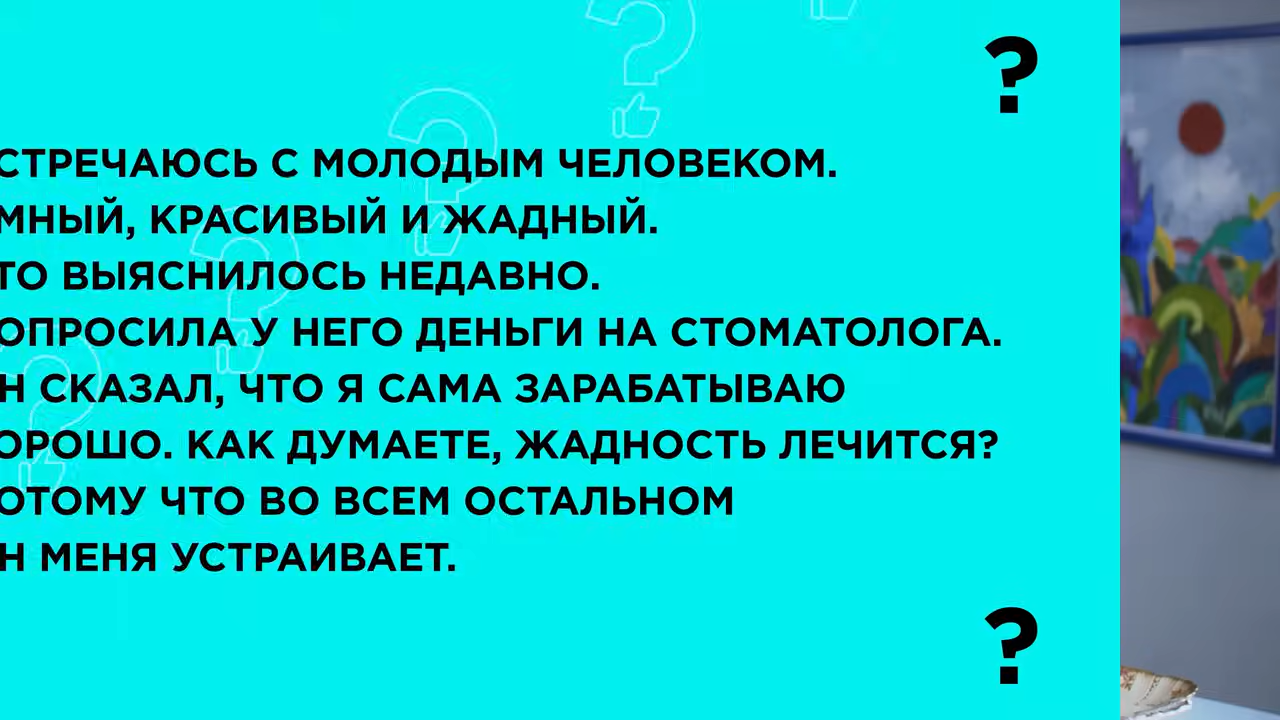 ?
СТРЕЧАЮСЬ С МОЛОДЫМ ЧЕЛОВЕКОМ.
МНЫЙ, КРАСИВЫЙ И ЖАДНЫЙ.
ТО ВЫЯСНИЛОСЬ НЕДАВНО.
ОПРОСИЛА У НЕГО ДЕНЬГИ НА СТОМАТОЛОГА.
Н СКАЗАЛ, ЧТО Я САМА ЗАРАБАТЫВАЮ
ОРОШО. КАК ДУМАЕТЕ, ЖАДНОСТЬ ЛЕЧИТСЯ?
ОТОМУ ЧТО ВО ВСЕМ ОСТАЛЬНОМ
Н МЕНЯ УСТРАИВАЕТ.
?